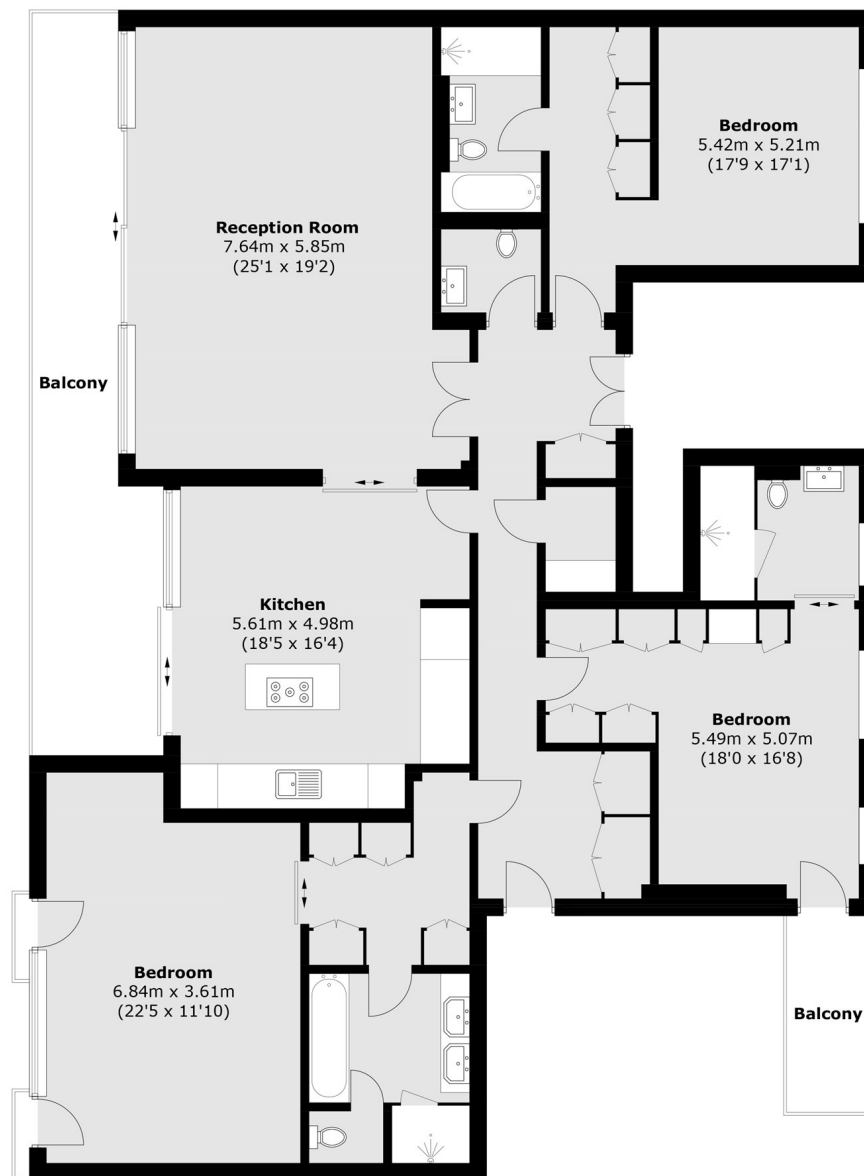 Bedroom
5.42m x 5.21m
(17'9 x 17'1)
Reception Room
7.64m x 5.85m
(25'1 x 19'2)
Balcony
Kitchen
5.61m x 4.98m
(18'5 x 16'4)
Bedroom
5.49m x 5.07m
(18'0 x 16'8)
Bedroom
6.84m x 3.61m
(22'5 x 11'10)
Balcony